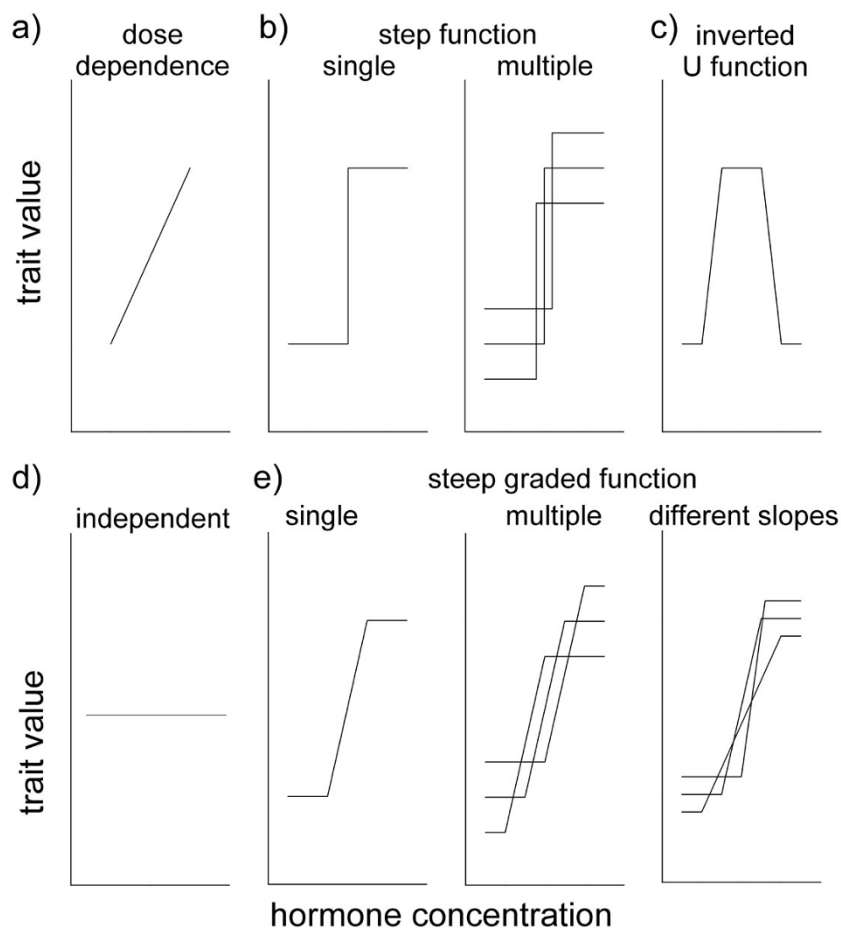 a) dose dependence
b) step function
single multiple
c) inverted U function
trait value
d) independent
e) steep graded function
single multiple different slopes
trait value
hormone concentration